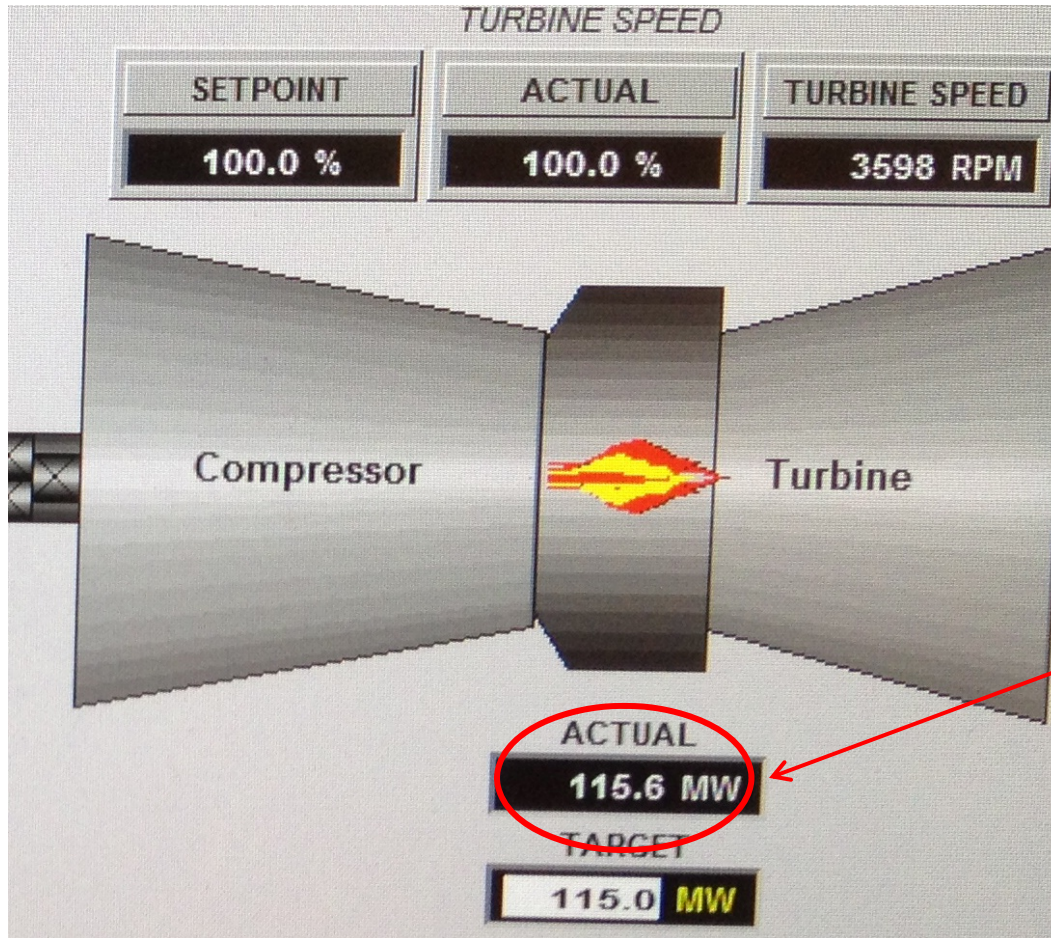 TURBINE SPEED
SETPOINT ACTUAL TURBINE SPEED
100.0 % 100.0 % 3598 RPM
Compressor Turbine
ACTUAL
115.6 MW
TARGET
115.0 MW